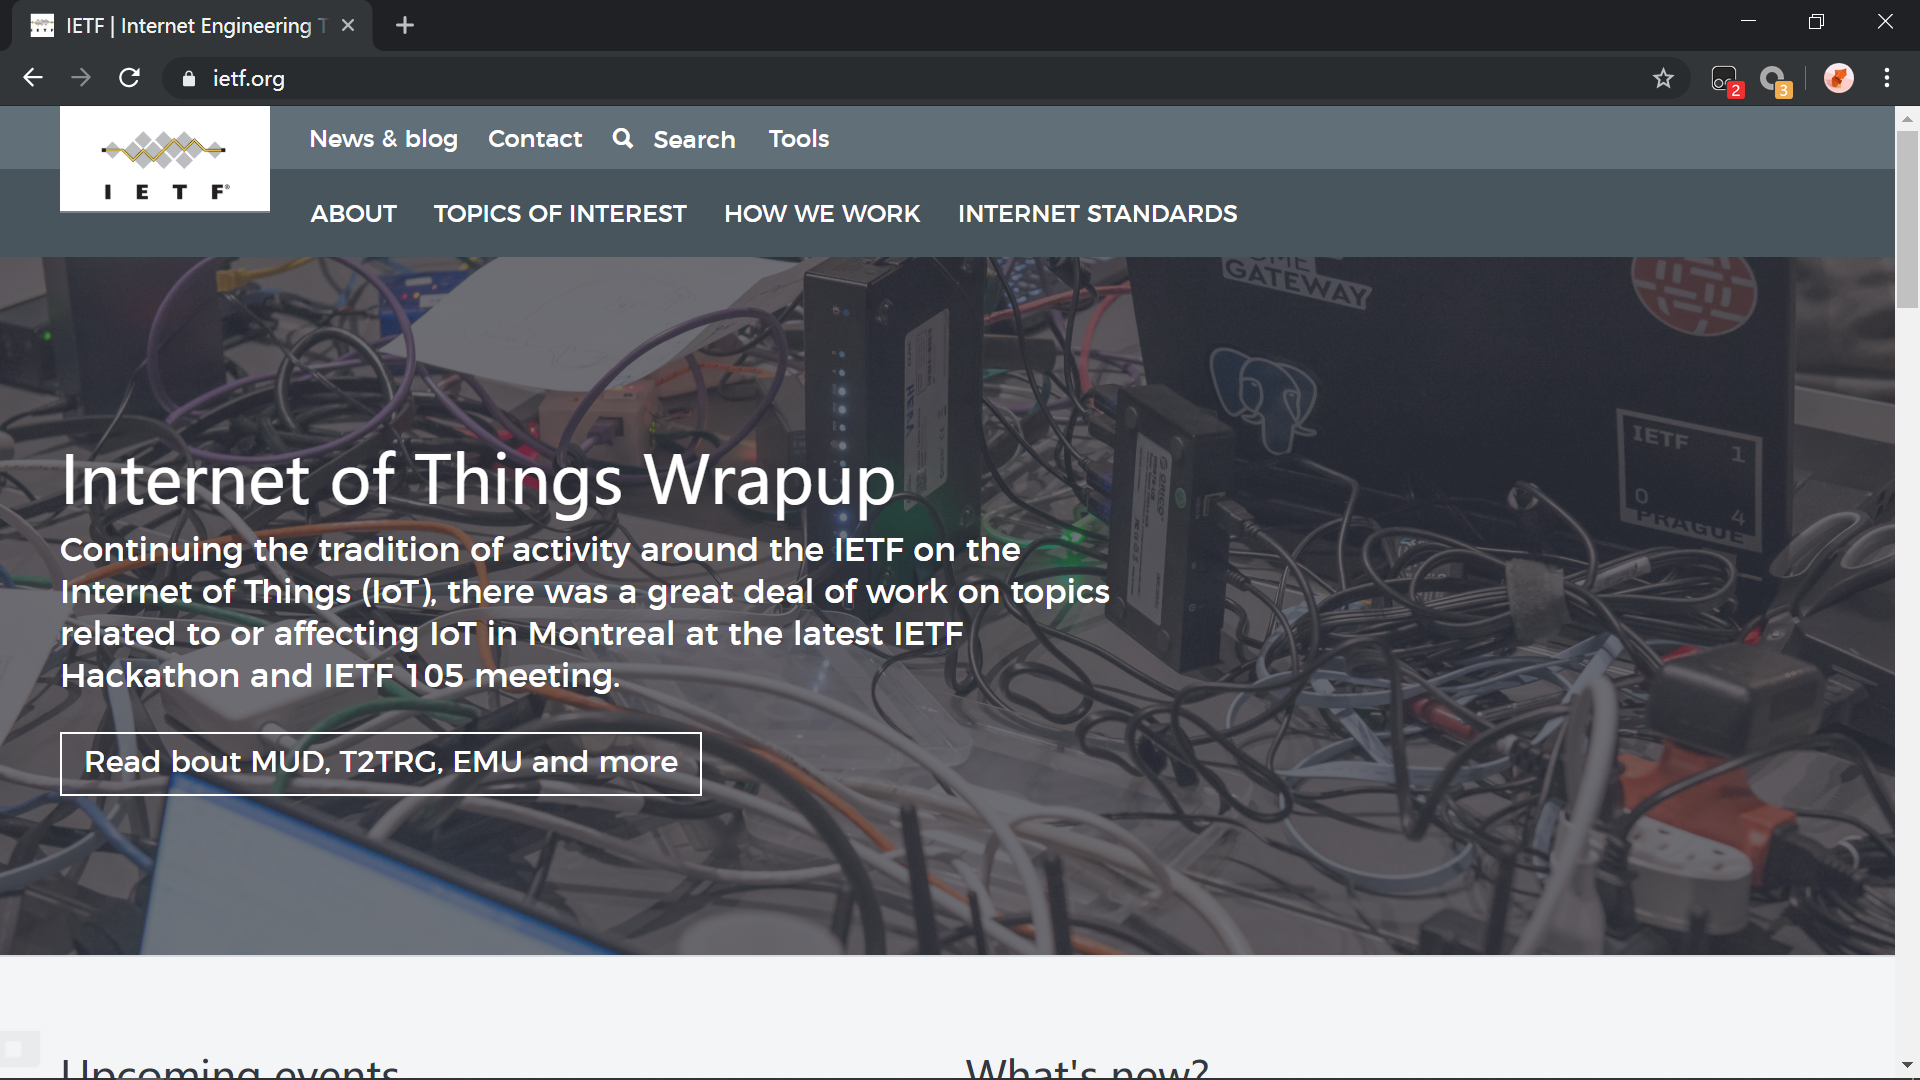 IETF | Internet Engineering T
ietf.org
2
3
IETF®
News & blog Contact Search Tools
ABOUT TOPICS OF INTEREST HOW WE WORK INTERNET STANDARDS
GATEWAY
IETF 1
0 4
PRAGUE
Internet of Things Wrapup
Continuing the tradition of activity around the IETF on the
Internet of Things (IoT), there was a great deal of work on topics
related to or affecting IoT in Montreal at the latest IETF
Hackathon and IETF 105 meeting.
Read bout MUD, T2TRG, EMU and more
Upcoming events
What's new?